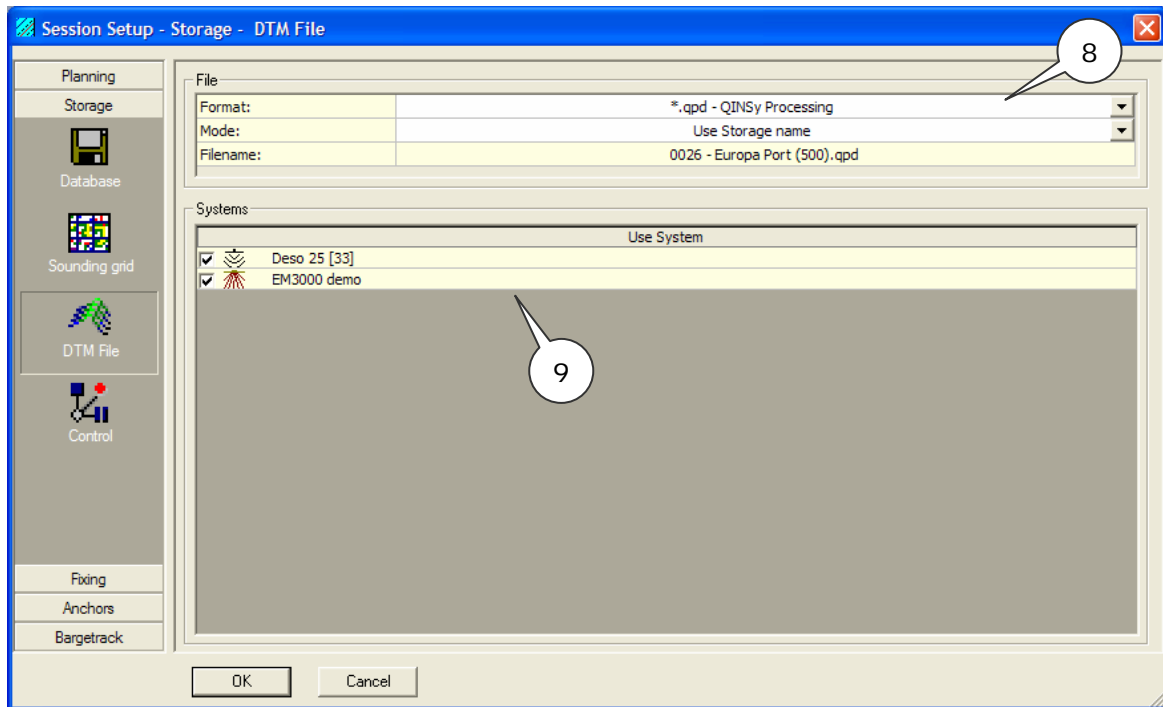 Session Setup - Storage - DTM File
8
Planning
Storage
Database
Sounding grid
DTM File
Control
Fixing
Anchors
Bargetrack
File
Format: *.qpd - QINSy Processing
Mode: Use Storage name
Filename: 0026 - Europa Port (500).qpd
Systems
Use System
Deso 25 [33]
EM3000 demo
9
OK Cancel